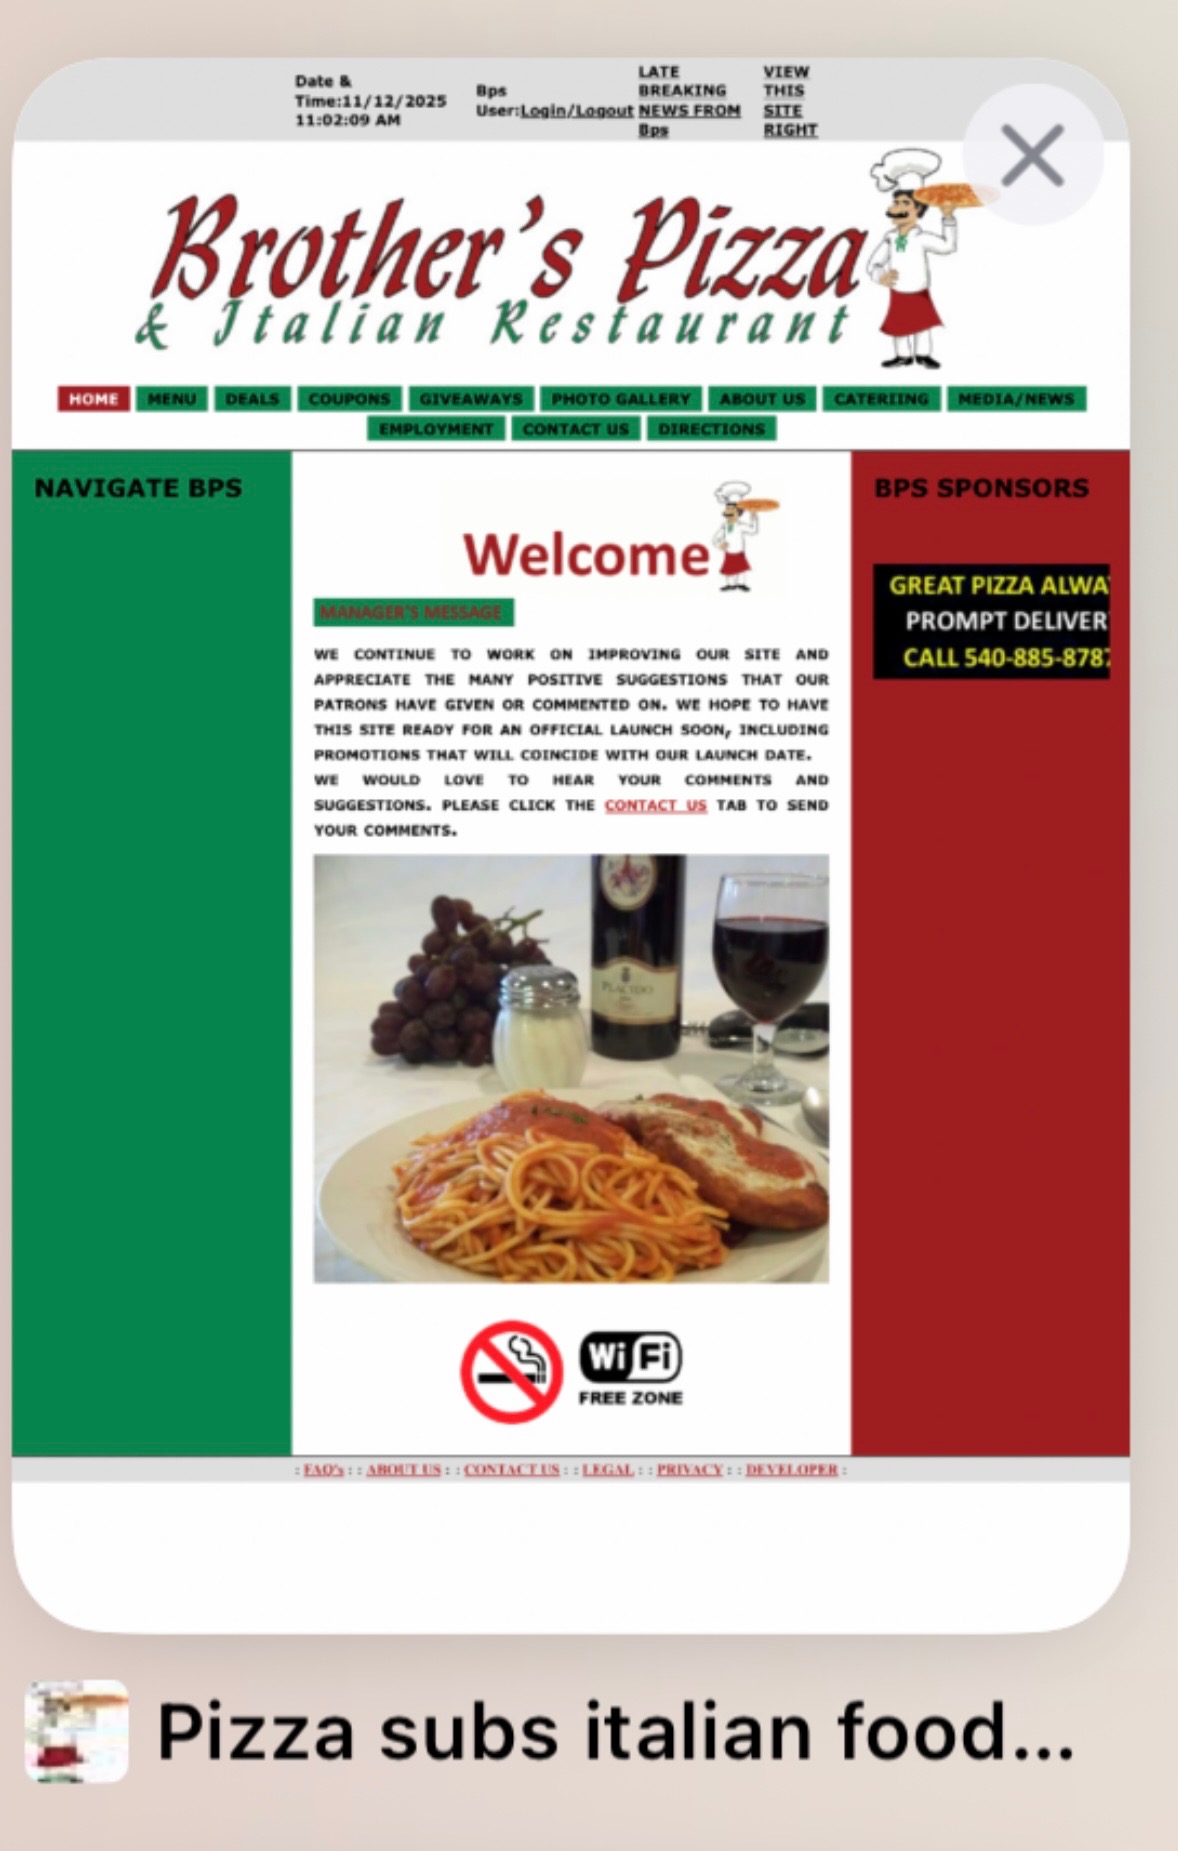 Date &
Time:11/12/2025
11:02:09 AM
Bps
User:Login/Logout
LATE
BREAKING
NEWS FROM
Bps
VIEW
THIS
SITE
RIGHT
Brother's Pizza
& Italian Restaurant
HOME MENU DEALS COUPONS GIVEAWAYS PHOTO GALLERY ABOUT US CATERIING MEDIA/NEWS
EMPLOYMENT CONTACT US DIRECTIONS
NAVIGATE BPS
Welcome
MANAGER'S MESSAGE
WE CONTINUE TO WORK ON IMPROVING OUR SITE AND
APPRECIATE THE MANY POSITIVE SUGGESTIONS THAT OUR
PATRONS HAVE GIVEN OR COMMENTED ON. WE HOPE TO HAVE
THIS SITE READY FOR AN OFFICIAL LAUNCH SOON, INCLUDING
PROMOTIONS THAT WILL COINCIDE WITH OUR LAUNCH DATE.
WE WOULD LOVE TO HEAR YOUR COMMENTS AND
SUGGESTIONS. PLEASE CLICK THE CONTACT US TAB TO SEND
YOUR COMMENTS.
PLACIDO
WiFi
FREE ZONE
BPS SPONSORS
GREAT PIZZA ALWA
PROMPT DELIVER
CALL 540-885-878
: FAQ's : : ABOUT US : : CONTACT US : : LEGAL : : PRIVACY : : DEVELOPER :
Pizza subs italian food...